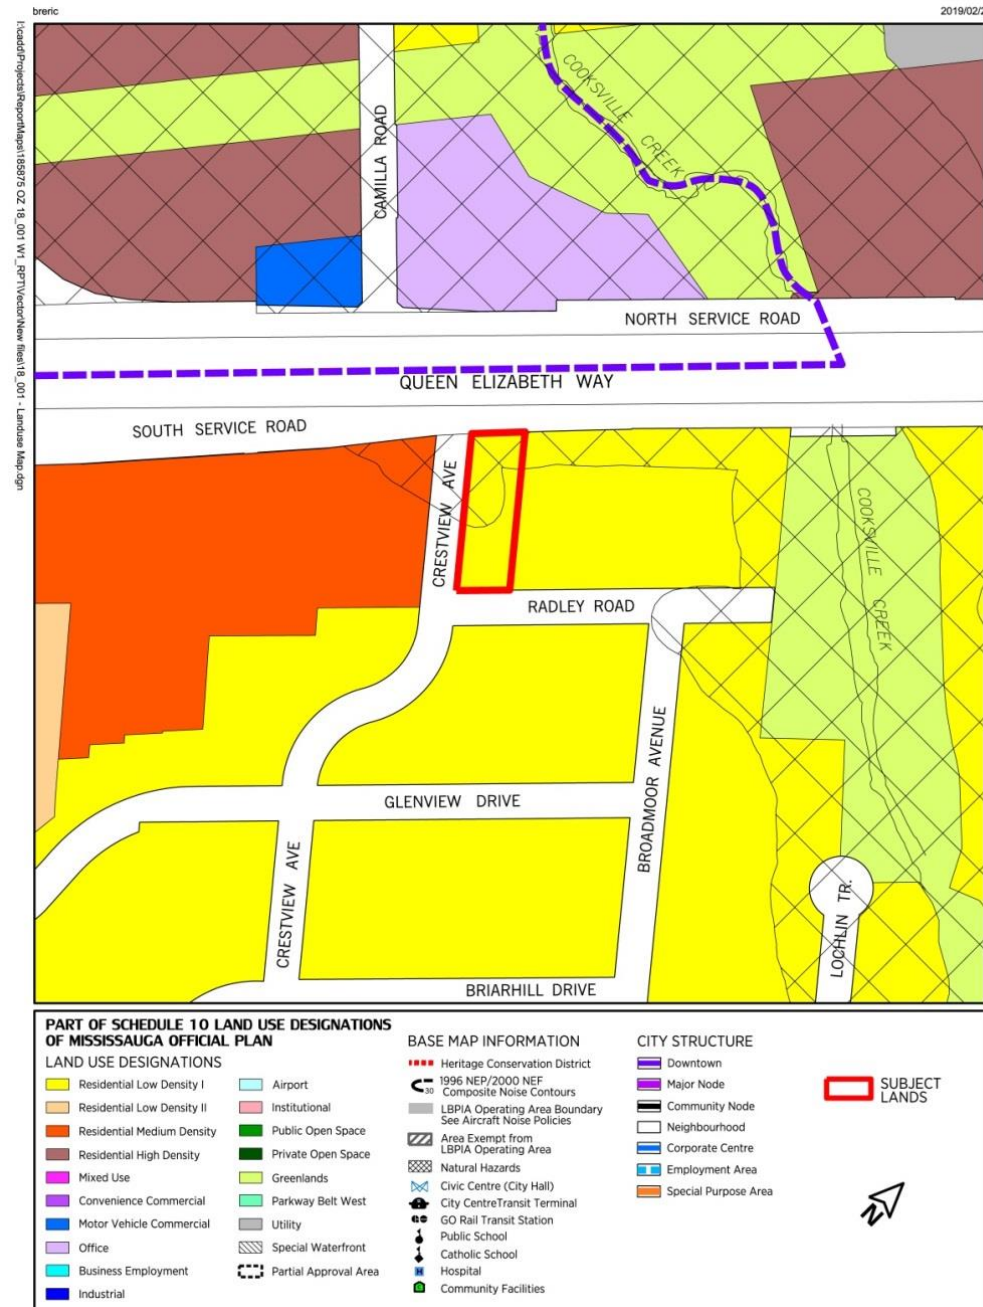 breric
2019/02/2
I:\cadd\Projects\ReportMaps\185875 OZ 18_001 W1_RPT\Vector\New files\18_001 - Landuse Map.dgn
COOKSVILLE CREEK
CAMILLA ROAD
NORTH SERVICE ROAD
QUEEN ELIZABETH WAY
SOUTH SERVICE ROAD
CRESTVIEW AVE
COOKSVILLE CREEK
RADLEY ROAD
BROADMOOR AVENUE
GLENVIEW DRIVE
CRESTVIEW AVE
LOCHLIN TR.
BRIARHILL DRIVE
PART OF SCHEDULE 10 LAND USE DESIGNATIONS
OF MISSISSAUGA OFFICIAL PLAN
LAND USE DESIGNATIONS
Residential Low Density I
Residential Low Density II
Residential Medium Density
Residential High Density
Mixed Use
Convenience Commercial
Motor Vehicle Commercial
Office
Business Employment
Industrial
Airport
Institutional
Public Open Space
Private Open Space
Greenlands
Parkway Belt West
Utility
Special Waterfront
Partial Approval Area
BASE MAP INFORMATION
Heritage Conservation District
30
1996 NEP/2000 NEF
Composite Noise Contours
LBPIA Operating Area Boundary
See Aircraft Noise Policies
Area Exempt from
LBPIA Operating Area
Natural Hazards
Civic Centre (City Hall)
City CentreTransit Terminal
GO Rail Transit Station
Public School
Catholic School
H Hospital
Community Facilities
CITY STRUCTURE
Downtown
Major Node
Community Node
Neighbourhood
Corporate Centre
Employment Area
Special Purpose Area
SUBJECT
LANDS
N